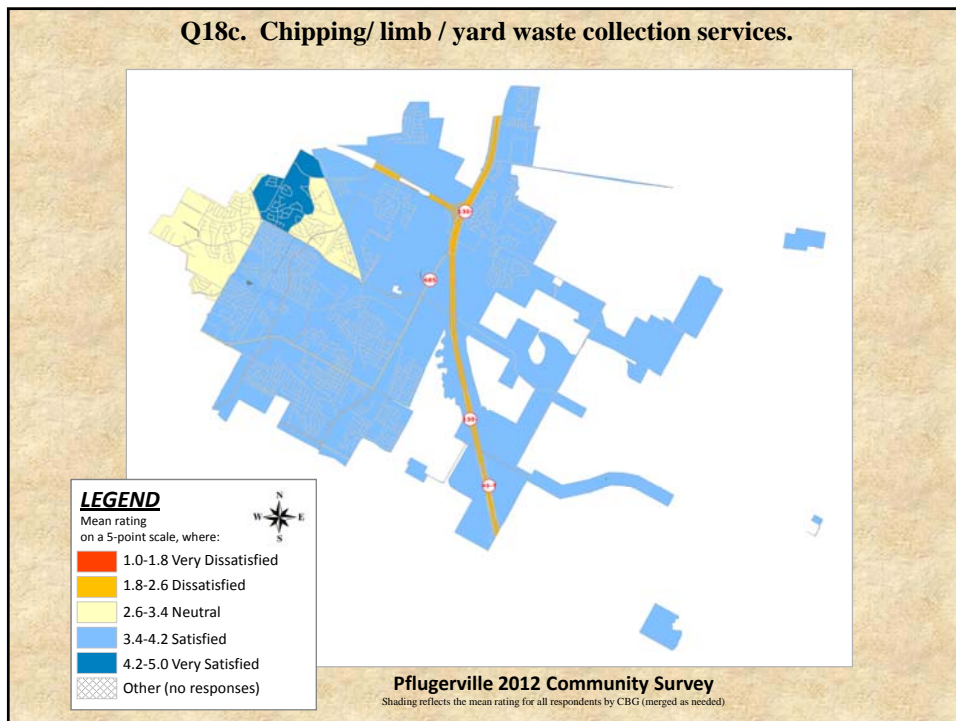 Q18c. Chipping/ limb / yard waste collection services.
130
685
130
LEGEND
Mean rating
on a 5-point scale, where:
N
W E
S
1.0-1.8 Very Dissatisfied
1.8-2.6 Dissatisfied
2.6-3.4 Neutral
3.4-4.2 Satisfied
4.2-5.0 Very Satisfied
Other (no responses)
Pflugerville 2012 Community Survey
Shading reflects the mean rating for all respondents by CBG (merged as needed)